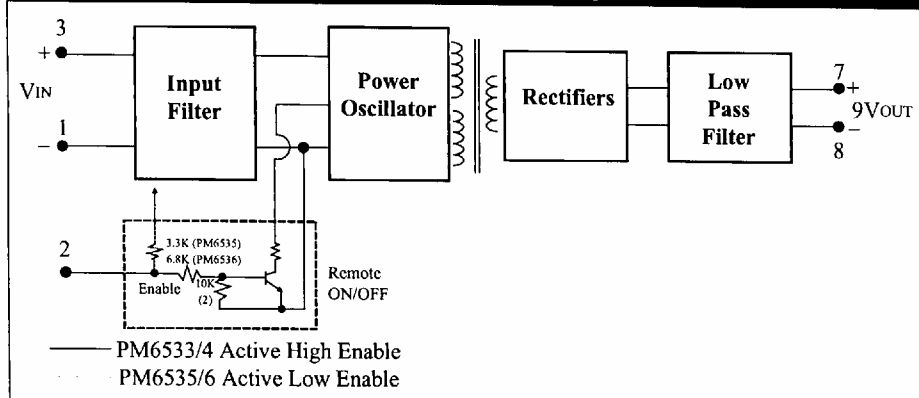 3
+
VIN
1
−
Input
Filter
Power
Oscillator
Rectifiers
Low
Pass
Filter
7
+
9VOUT
−
8
2
3.3K (PM6535)
6.8K (PM6536)
Enable
10K
(2)
Remote
ON/OFF
PM6533/4 Active High Enable
PM6535/6 Active Low Enable